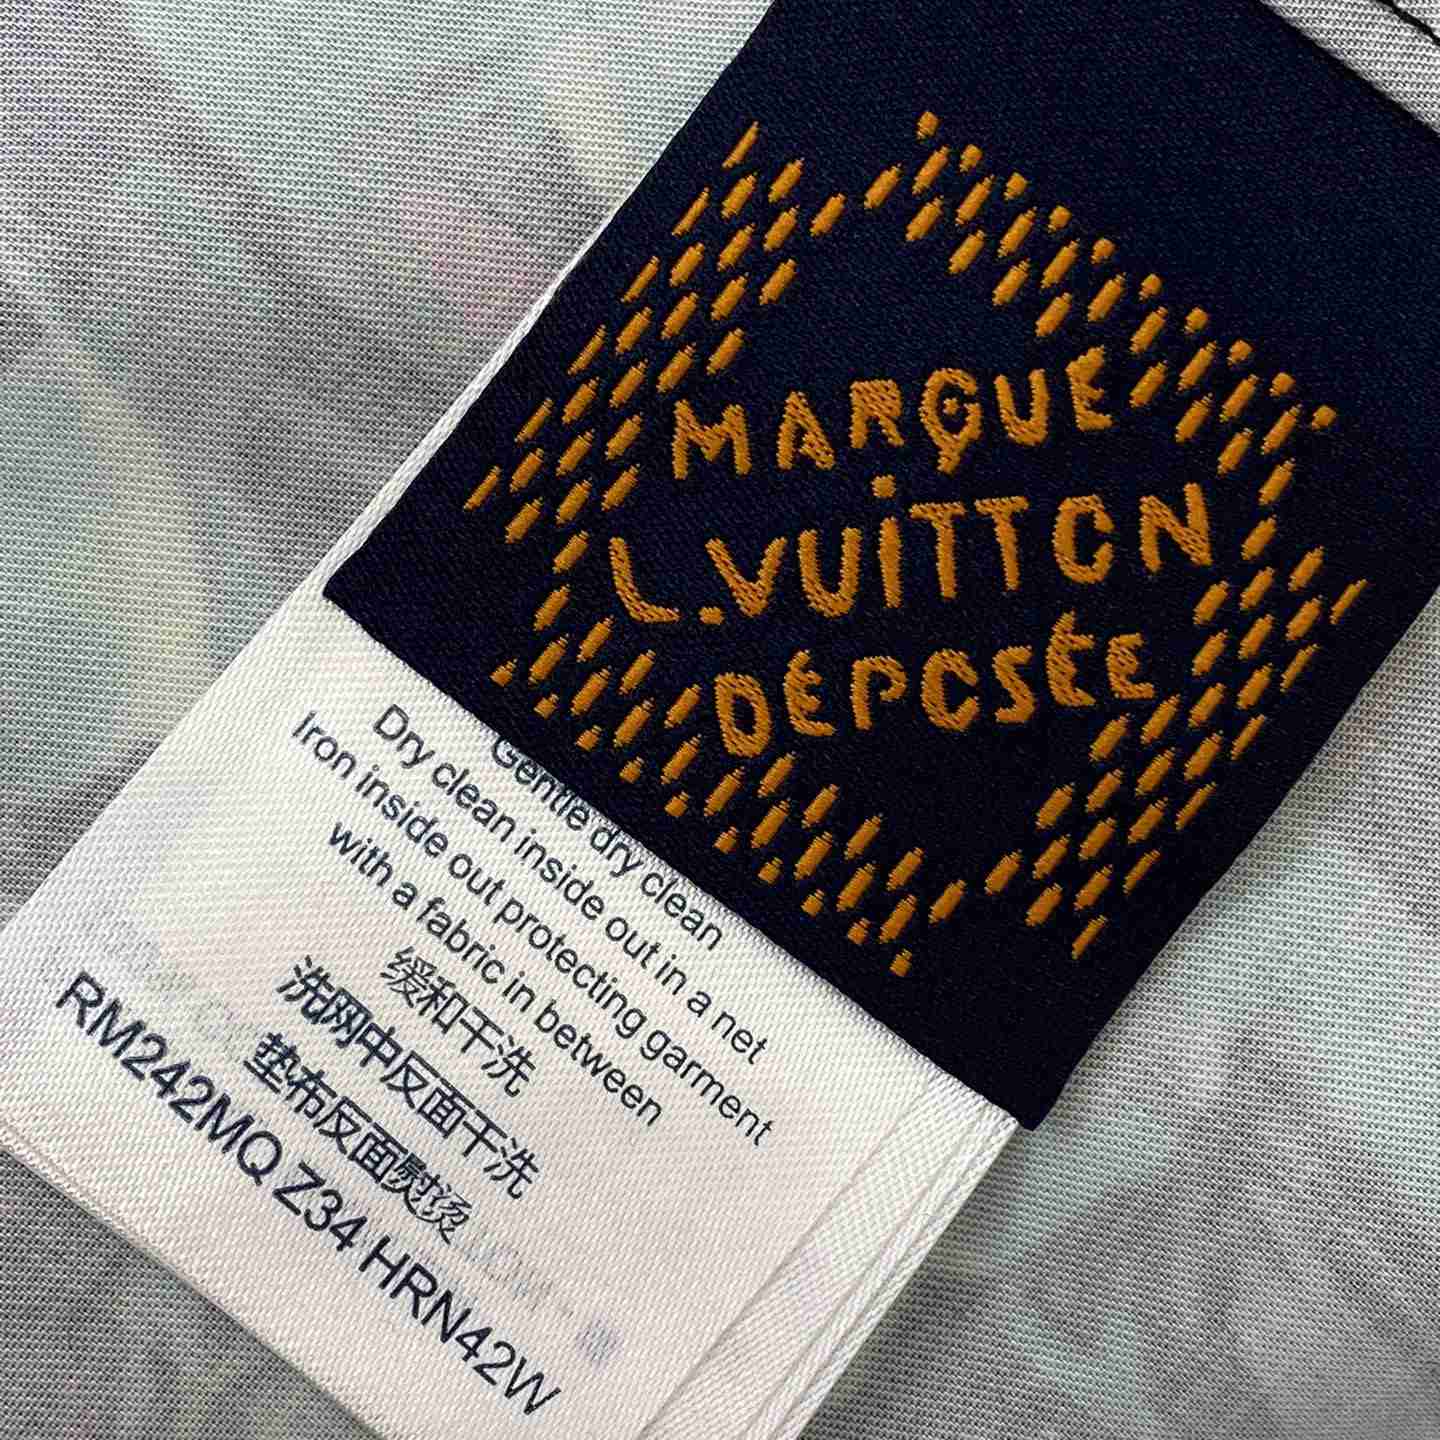 MARQUE
L.VUiTTON
DÉPOSÉE
Gentle dry clean
Dry clean inside out in a net
Iron inside out protecting garment
with a fabric in between
缓和干洗
洗网中反面干洗
垫布反面熨烫
RM242MQ Z34 HRN42W